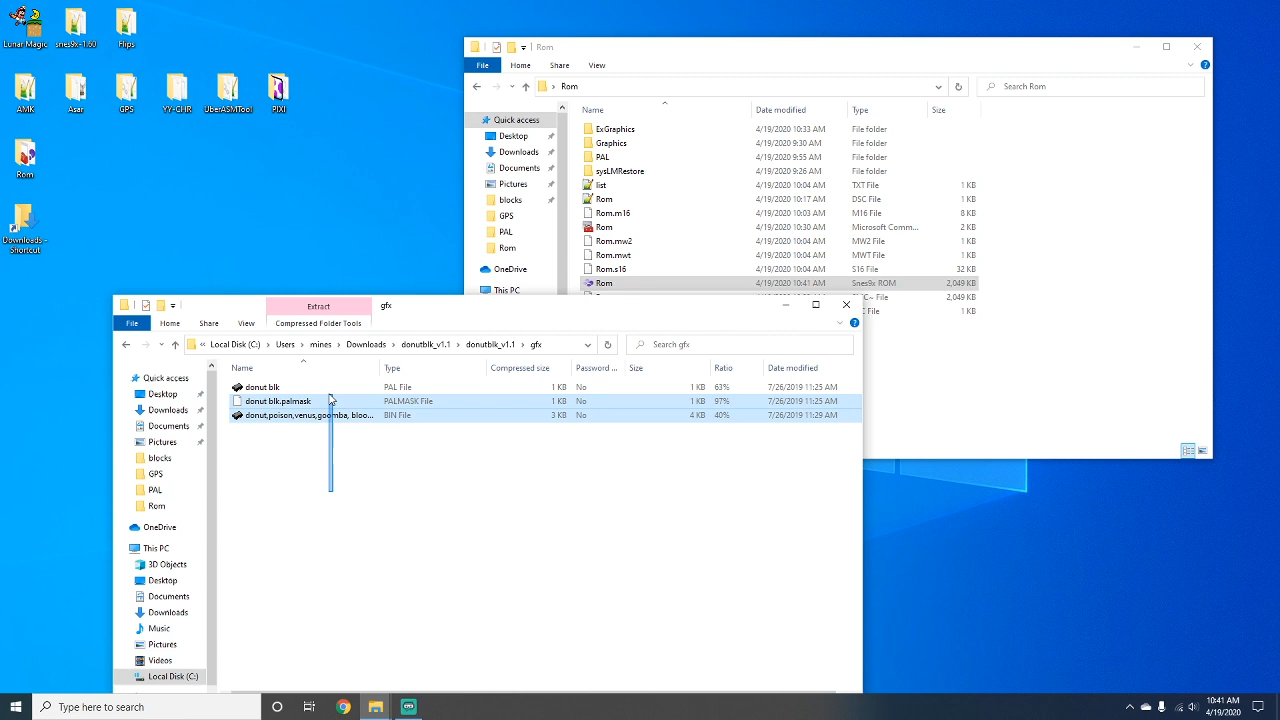 Lunar Magic
snes9x-1.60
Flips
AMK
Asar
GPS
YY-CHR
UberASMTool
PIXI
Rom
Downloads -
Shortcut
Rom
File Home Share View
Rom
Search Rom
Name Date modified Type Size
Quick access
Desktop
Downloads
Documents
Pictures
blocks
GPS
PAL
Rom
OneDrive
This PC
ExGraphics 4/19/2020 10:33 AM File folder
Graphics 4/19/2020 9:30 AM File folder
PAL 4/19/2020 9:55 AM File folder
sysLMRestore 4/19/2020 9:26 AM File folder
list 4/19/2020 10:04 AM TXT File 1 KB
Rom 4/19/2020 10:17 AM DSC File 1 KB
Rom.m16 4/19/2020 10:03 AM M16 File 8 KB
Rom 4/19/2020 10:30 AM Microsoft Comm... 2 KB
Rom.mw2 4/19/2020 10:04 AM MW2 File 1 KB
Rom.mwt 4/19/2020 10:04 AM MWT File 1 KB
Rom.s16 4/19/2020 10:04 AM S16 File 32 KB
Rom 4/19/2020 10:41 AM Snes9x ROM 2,049 KB
2,049 KB
1 KB
Extract gfx
File Home Share View Compressed Folder Tools
« Local Disk (C:) › Users › mines › Downloads › donutblk_v1.1 › donutblk_v1.1 › gfx
Search gfx
Name Type Compressed size Password ... Size Ratio Date modified
Quick access
Desktop
Downloads
Documents
Pictures
blocks
GPS
PAL
Rom
OneDrive
This PC
3D Objects
Desktop
Documents
Downloads
Music
Pictures
Videos
Local Disk (C:)
donut blk PAL File 1 KB No 1 KB 63% 7/26/2019 11:25 AM
donut blk.palmask PALMASK File 1 KB No 1 KB 97% 7/26/2019 11:25 AM
donut,poison,venus,goomba, bloo... BIN File 3 KB No 4 KB 40% 7/26/2019 11:29 AM
Type here to search
10:41 AM
4/19/2020